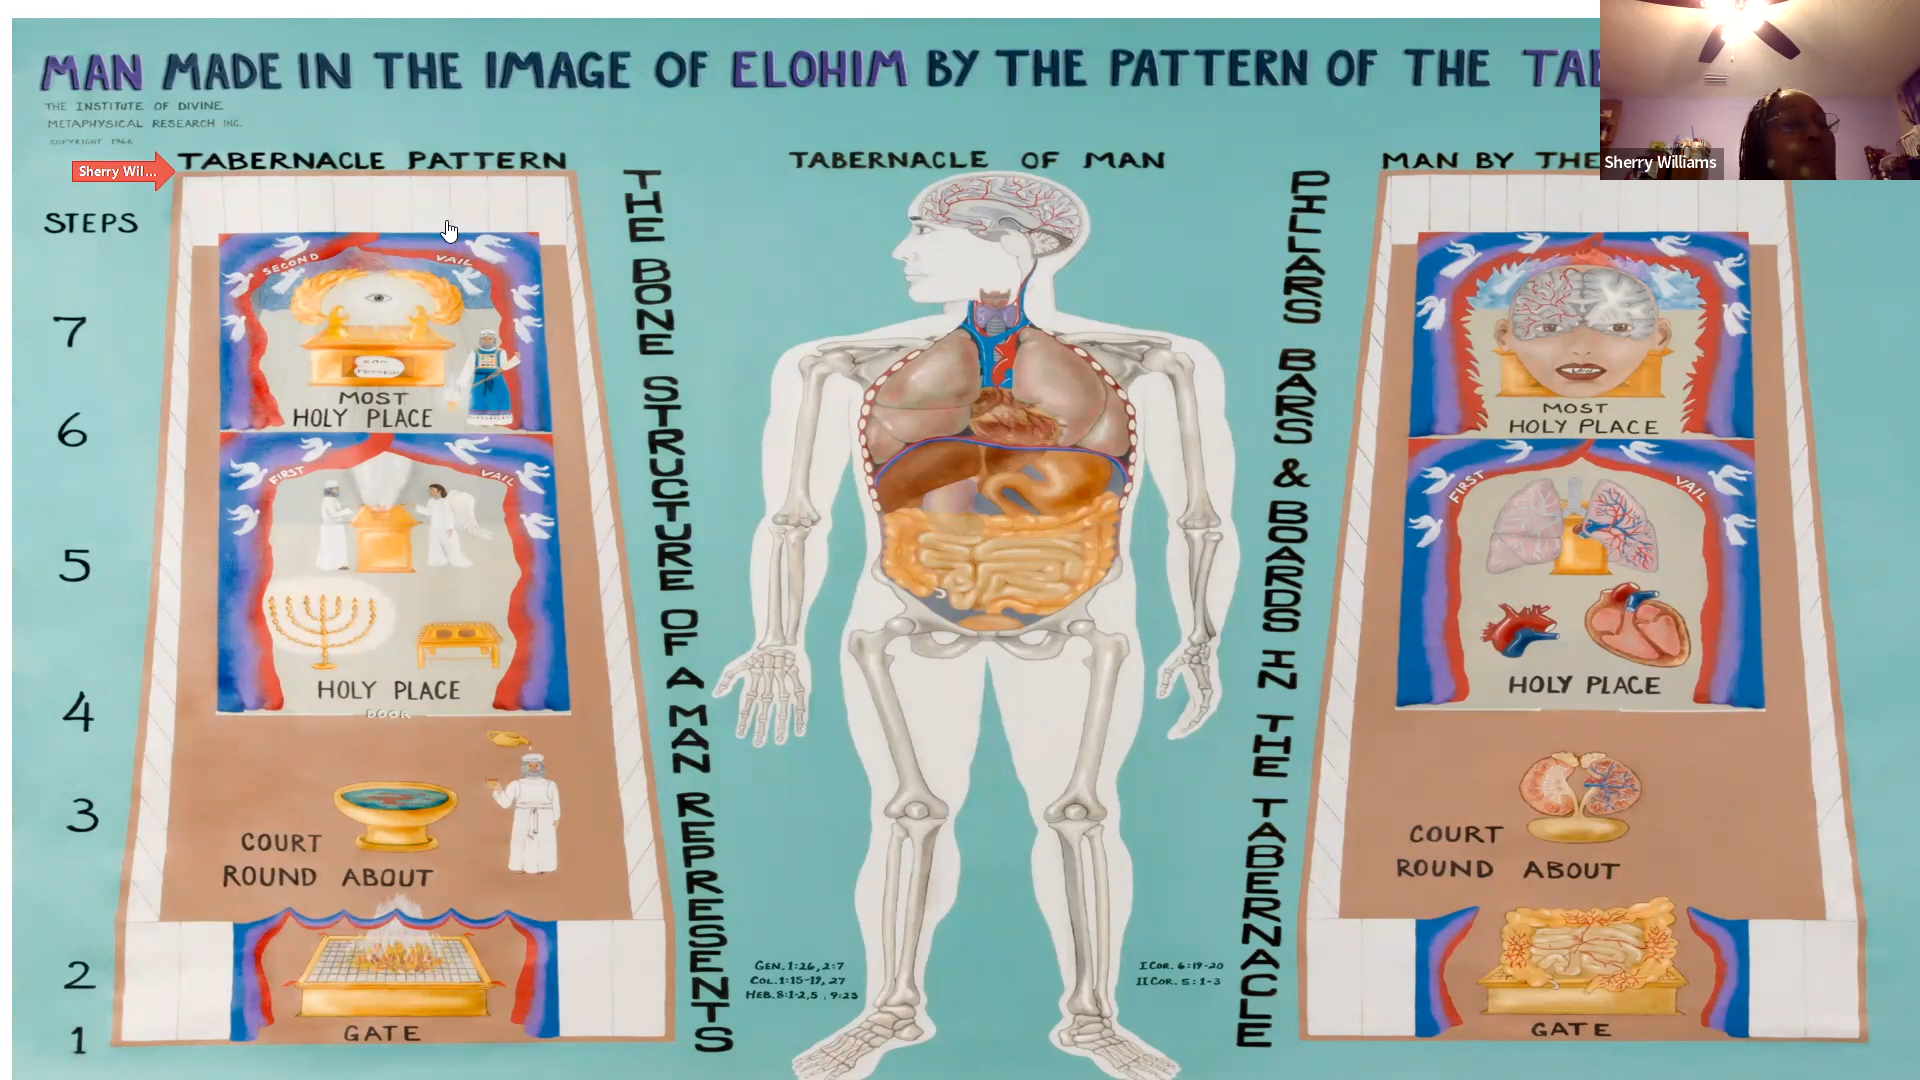 MAN MADE IN THE IMAGE OF ELOHIM BY THE PATTERN OF THE
THE INSTITUTE OF DIVINE
METAPHYSICAL RESEARCH INC.
COPYRIGHT 1966
Sherry Williams
Sherry Wil...
TABERNACLE PATTERN
TABERNACLE OF MAN
MAN BY THE
STEPS
7
6
5
4
3
2
1
SECOND VAIL
MOST
HOLY PLACE
FIRST VAIL
HOLY PLACE
DOOR
COURT
ROUND ABOUT
GATE
THE BONE STRUCTURE OF A MAN REPRESENTS
GEN. 1:26, 2:7
COL. 1:15-19, 27
HEB. 8:1-2,5 , 9:23
I COR. 6:19-20
II COR. 5:1-3
PILLARS BARS & BOARDS IN THE TABERNACLE
LAW
MOST
HOLY PLACE
FIRST VAIL
HOLY PLACE
COURT
ROUND ABOUT
GATE